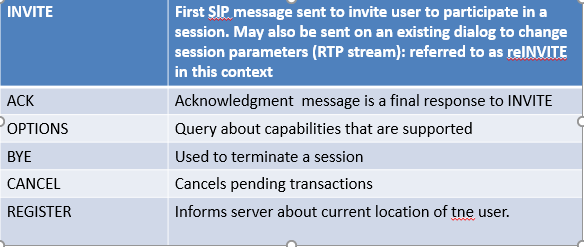 INVITE First SIP message sent to invite user to participate in a
session. May also be sent on an existing dialog to change
session parameters (RTP stream): referred to as reINVITE
in this context
ACK Acknowledgment message is a final response to INVITE
OPTIONS Query about capabilities that are supported
BYE Used to terminate a session
CANCEL Cancels pending transactions
REGISTER Informs server about current location of tne user.